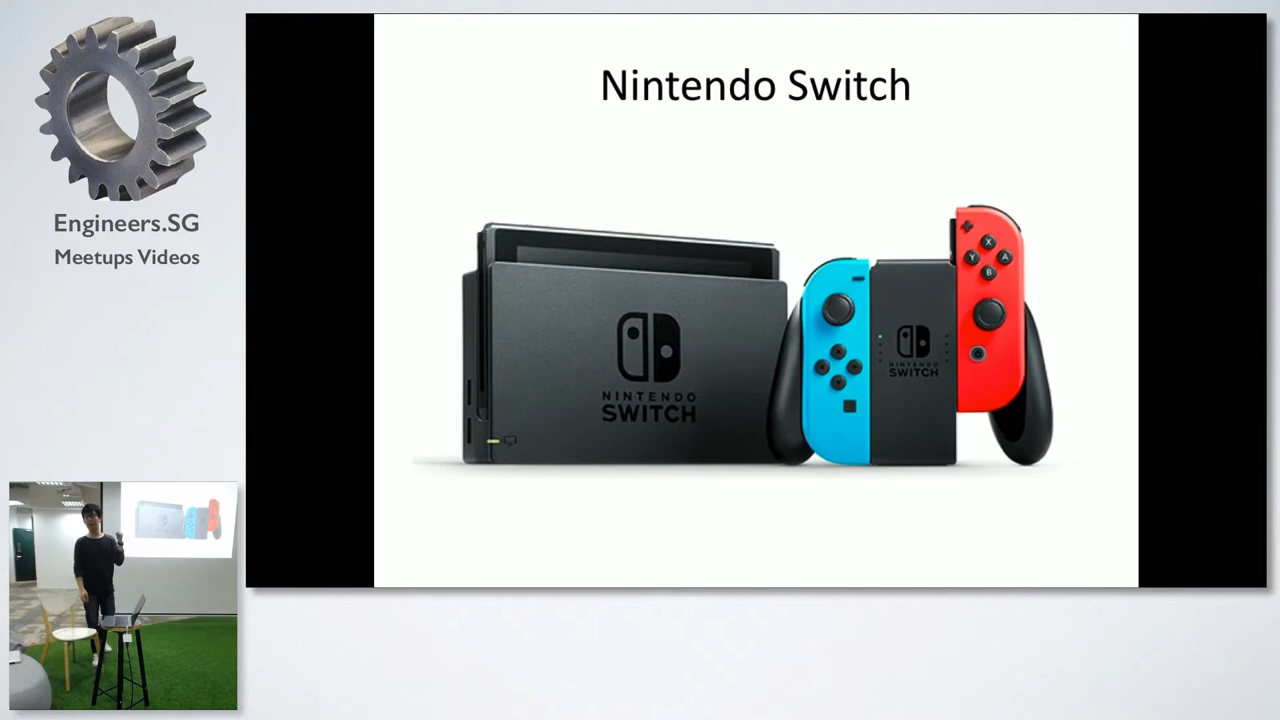 Engineers.SG
Meetups Videos
Nintendo Switch
NINTENDO
SWITCH
NINTENDO
SWITCH
X
Y
A
B